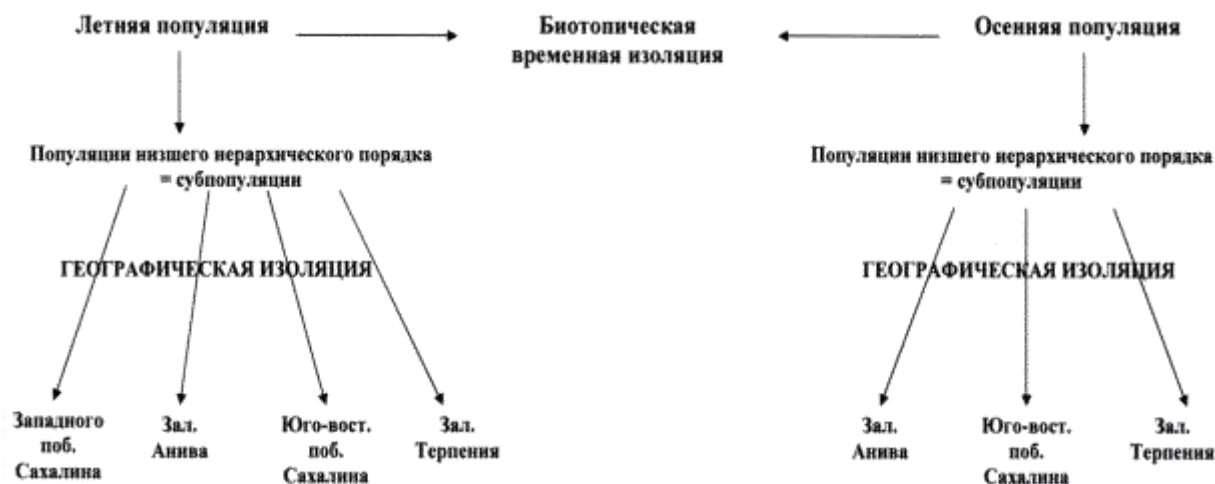 Летняя популяция
Биотопическая
временная изоляция
Осенняя популяция
Популяции низшего иерархического порядка
= субпопуляции
Популяции низшего иерархического порядка
= субпопуляции
ГЕОГРАФИЧЕСКАЯ ИЗОЛЯЦИЯ
ГЕОГРАФИЧЕСКАЯ ИЗОЛЯЦИЯ
Западного
поб.
Сахалина
Зал.
Анива
Юго-вост.
поб.
Сахалина
Зал.
Терпения
Зал.
Анива
Юго-вост.
поб.
Сахалина
Зал.
Терпения